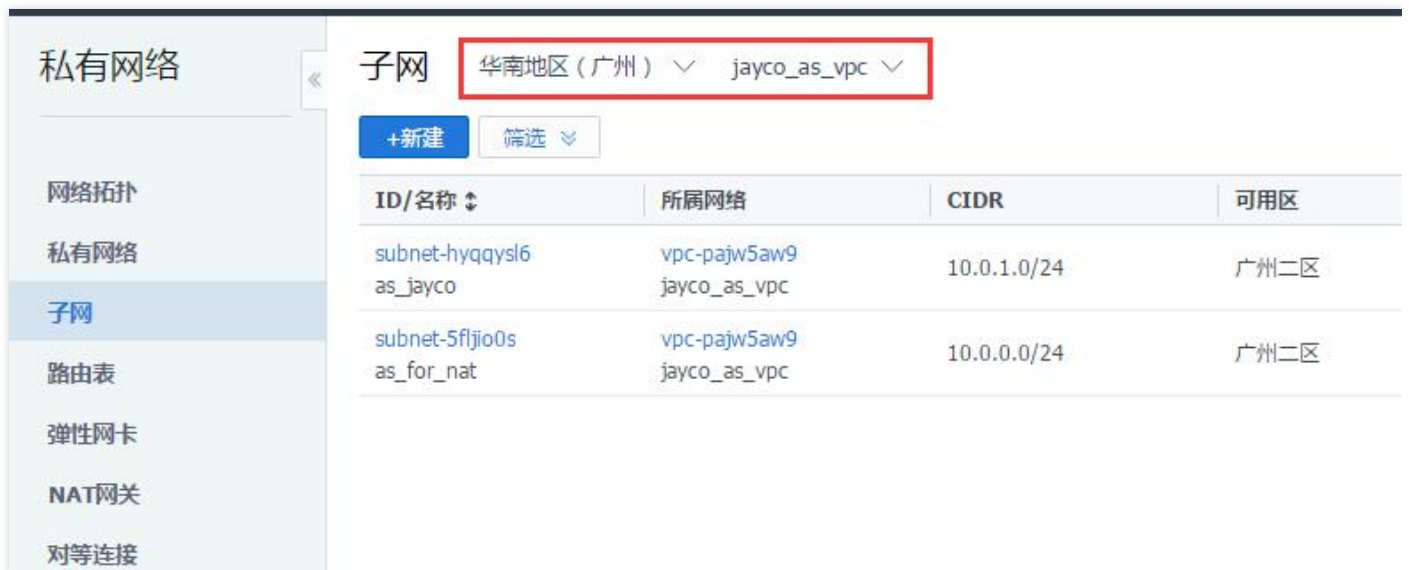 私有网络
子网 华南地区 ( 广州 ) jayco_as_vpc
+新建 筛选
网络拓扑
私有网络
子网
路由表
弹性网卡
NAT网关
对等连接
ID/名称 所属网络 CIDR 可用区
subnet-hyqqysl6 vpc-pajw5aw9 10.0.1.0/24 广州二区
as_jayco jayco_as_vpc
subnet-5fljio0s vpc-pajw5aw9 10.0.0.0/24 广州二区
as_for_nat jayco_as_vpc